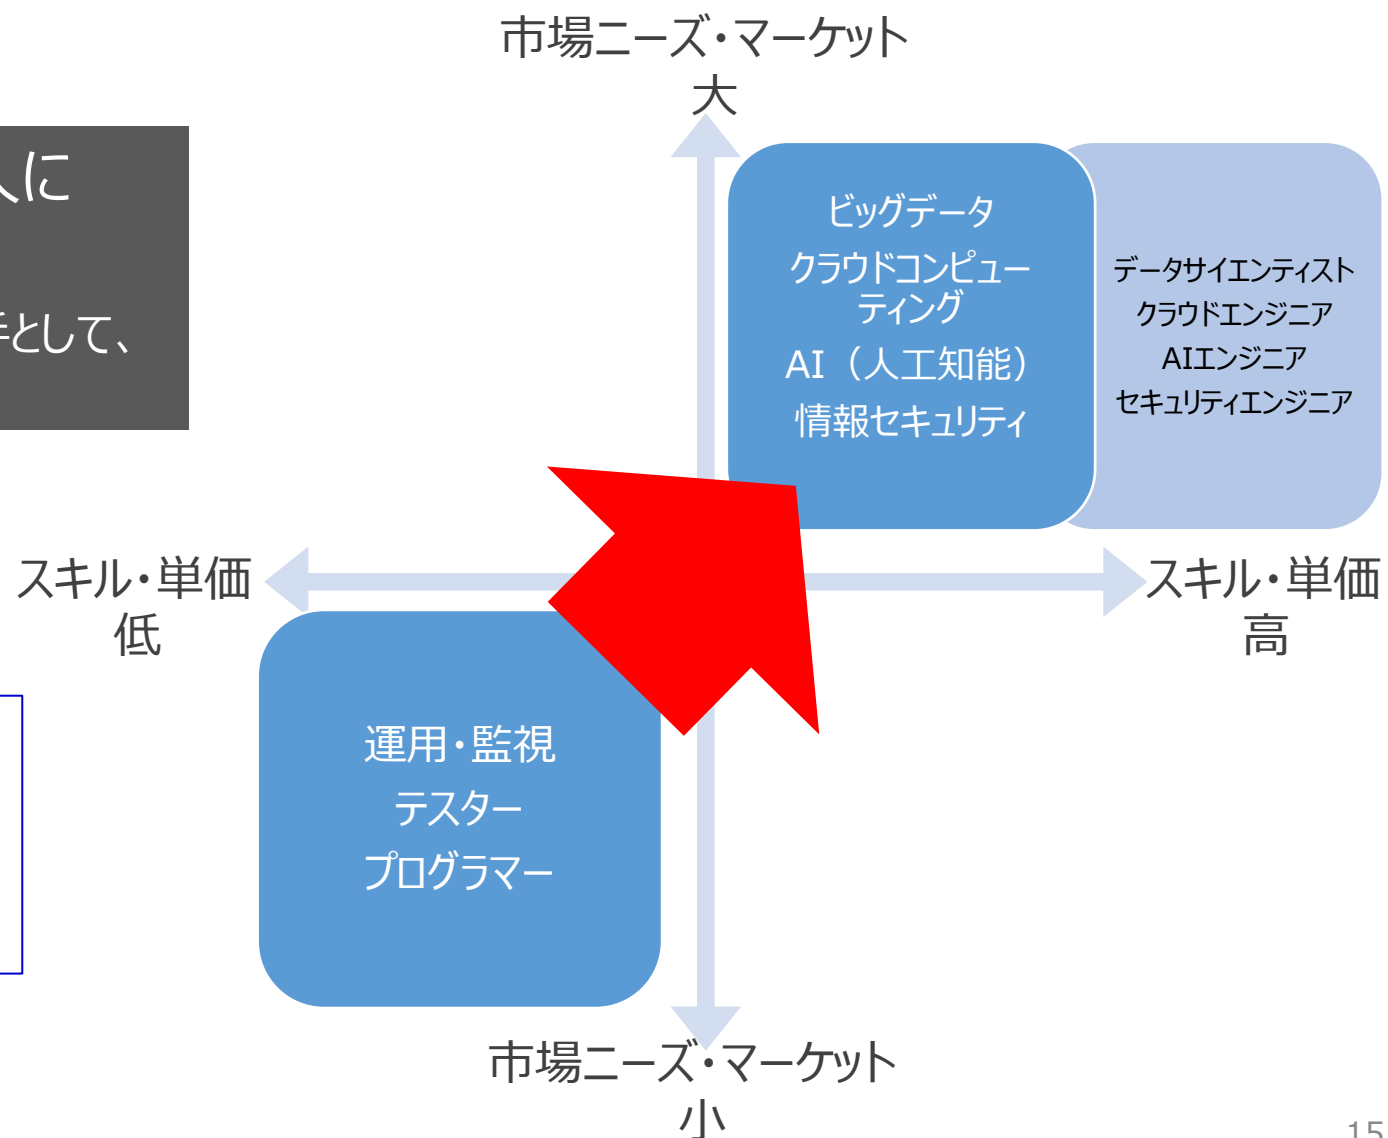 市場ニーズ・マーケット
大
人に
手として、
ビッグデータ
クラウドコンピュー
ティング
AI（人工知能）
情報セキュリティ
データサイエンティスト
クラウドエンジニア
AIエンジニア
セキュリティエンジニア
スキル・単価
低
スキル・単価
高
運用・監視
テスター
プログラマー
市場ニーズ・マーケット
小
15